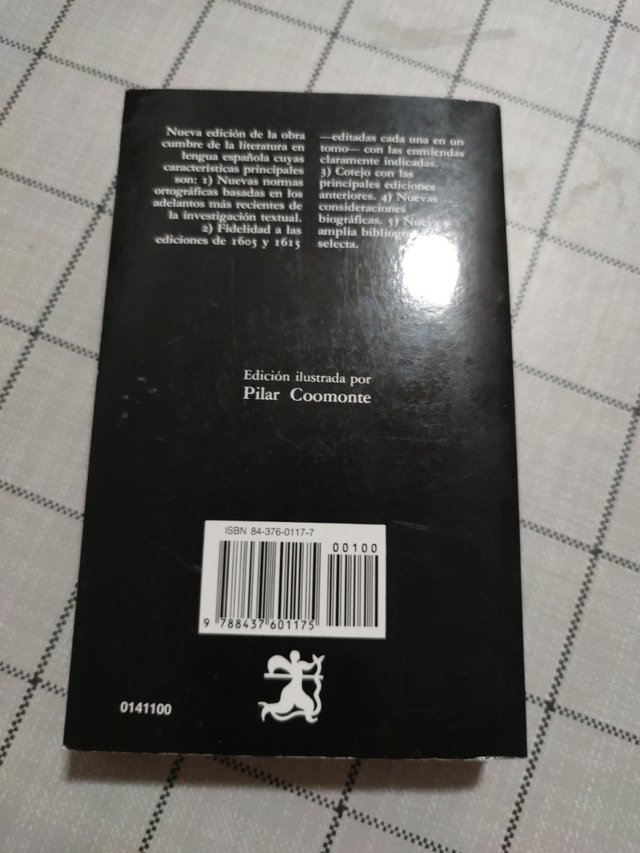 Nueva edición de la obra
cumbre de la literatura en
lengua española cuyas
características principales
son: 1) Nuevas normas
ortográficas basadas en los
adelantos más recientes de
la investigación textual.
2) Fidelidad a las
ediciones de 1605 y 1615
—editadas cada una en un
tomo— con las enmiendas
claramente indicadas.
3) Cotejo con las
principales ediciones
anteriores. 4) Nuevas
consideraciones
biográficas. 5) Nueva y
amplia
selecta.
Edición ilustrada por
Pilar Coomonte
ISBN 84-376-0117-7
00100
9 788437 601175
0141100